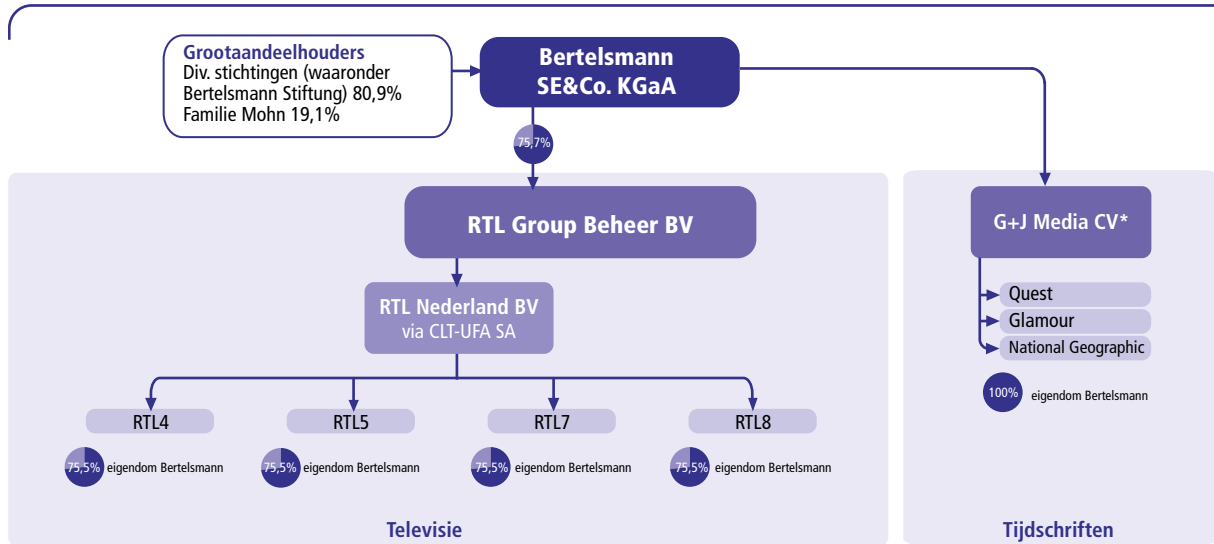 Grootaandeelhouders
Div. stichtingen (waaronder
Bertelsmann Stiftung) 80,9%
Familie Mohn 19,1%
Bertelsmann
SE&Co. KGaA
75,7%
RTL Group Beheer BV
RTL Nederland BV
via CLT-UFA SA
RTL4
RTL5
RTL7
RTL8
75,5% eigendom Bertelsmann
75,5% eigendom Bertelsmann
75,5% eigendom Bertelsmann
75,5% eigendom Bertelsmann
Televisie
G+J Media CV*
Quest
Glamour
National Geographic
100% eigendom Bertelsmann
Tijdschriften